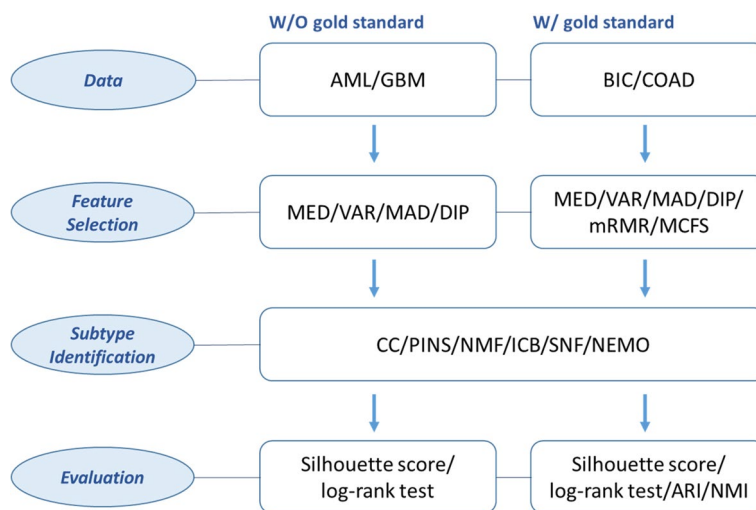 W/O gold standard
W/ gold standard
Data
AML/GBM
BIC/COAD
Feature
Selection
MED/VAR/MAD/DIP
MED/VAR/MAD/DIP/
mRMR/MCFS
Subtype
Identification
CC/PINS/NMF/ICB/SNF/NEMO
Evaluation
Silhouette score/
log-rank test
Silhouette score/
log-rank test/ARI/NMI